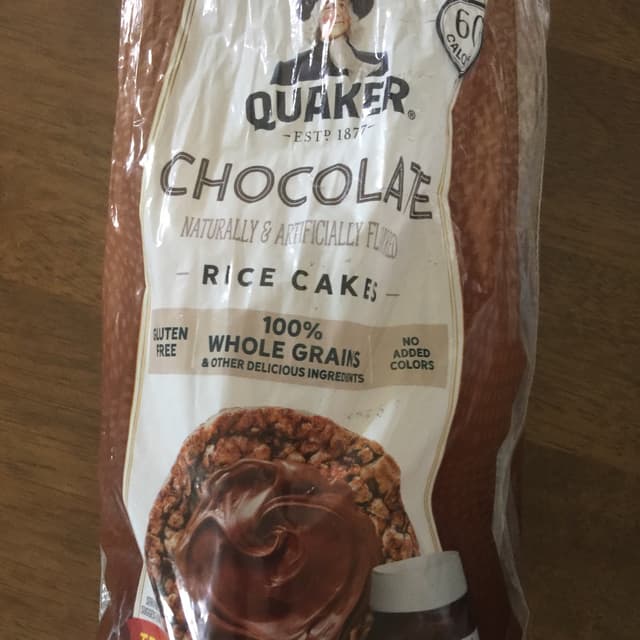 60
QUAKER®
-ESTD 1877-
CHOCOLATE
NATURALLY & ARTIFICIALLY
— RICE CAKES —
GLUTEN
FREE
100%
WHOLE GRAINS
& OTHER DELICIOUS INGREDIENTS
NO
ADDED
COLORS